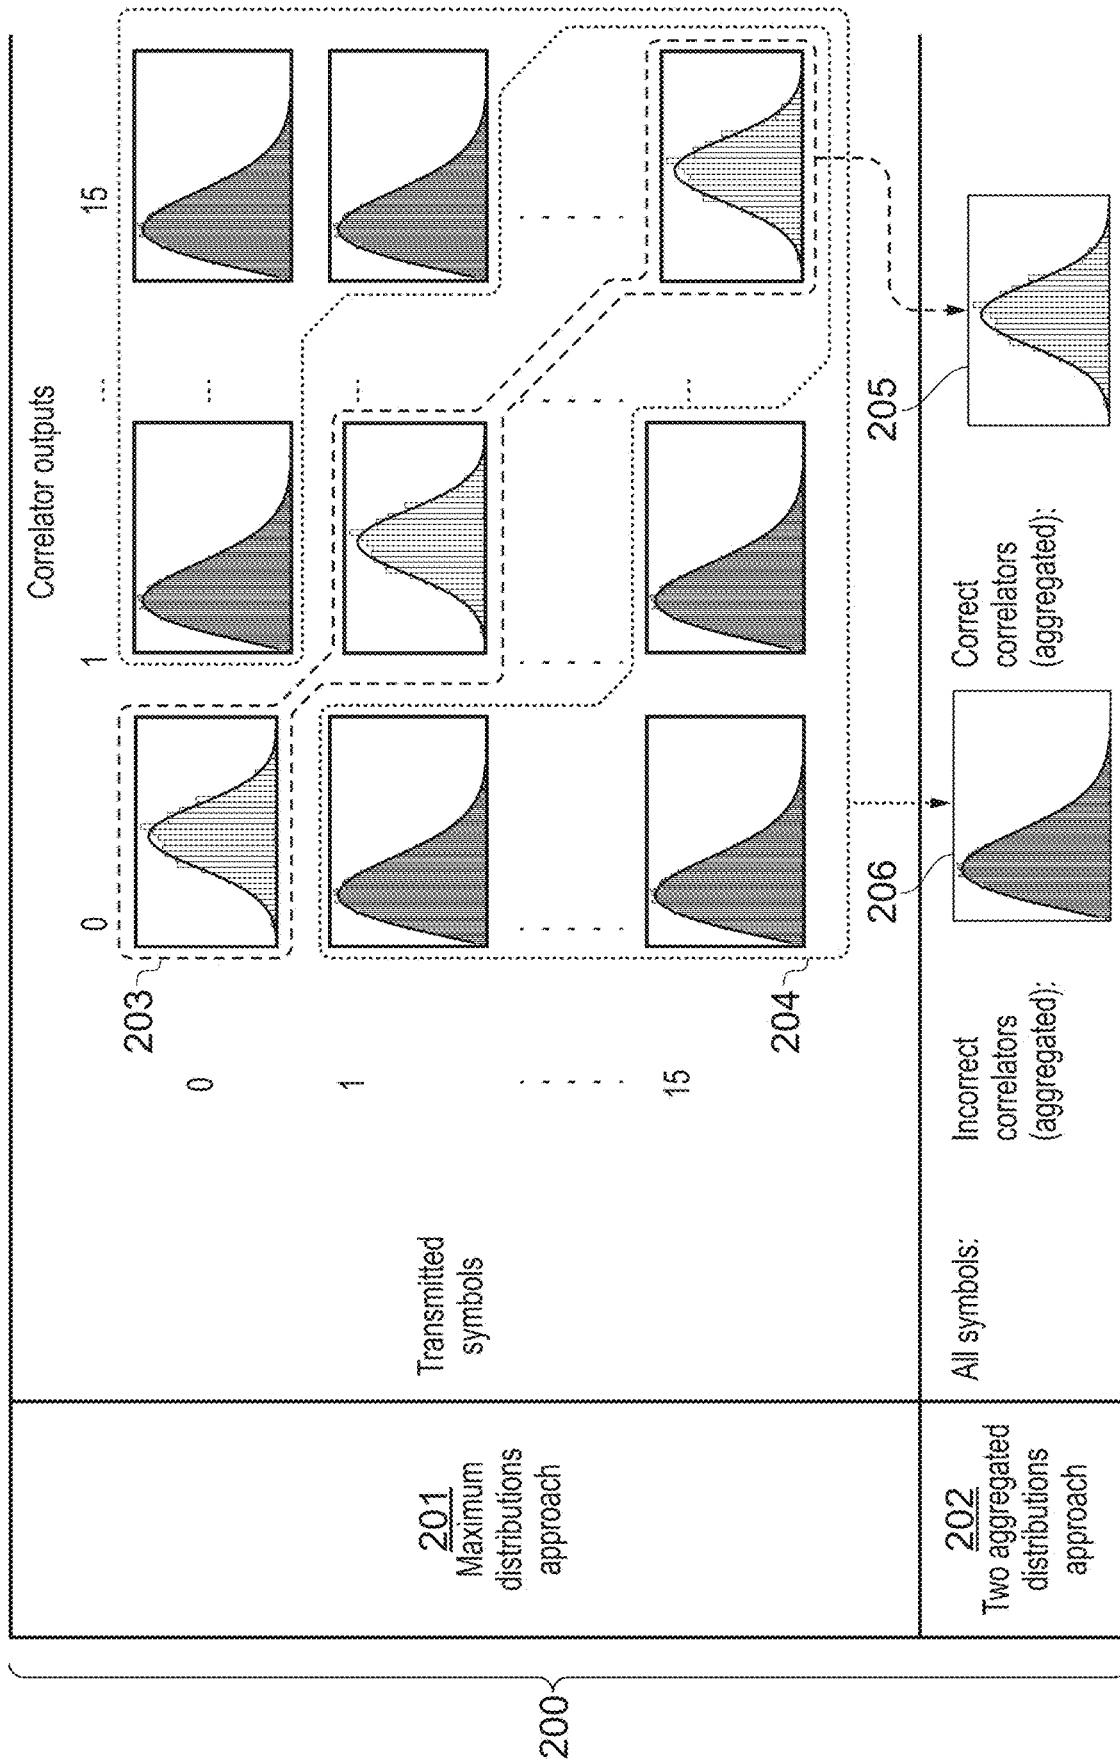 200
201
Maximum
distributions
approach
Transmitted
symbols
Correlator outputs
0
1
...
15
0
1
15
203
204
202
Two aggregated
distributions
approach
All symbols:
Incorrect
correlators
(aggregated):
206
Correct
correlators
(aggregated):
205